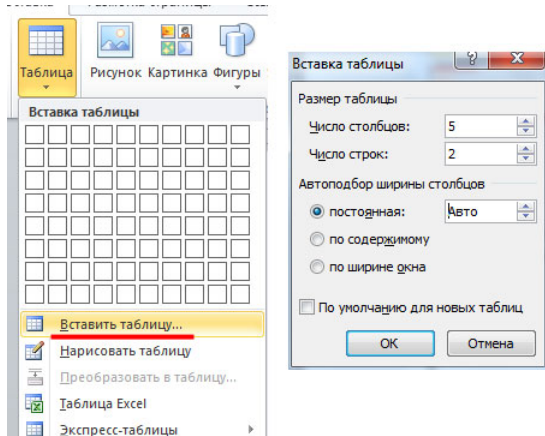 Таблица Рисунок Картинка Фигуры
Вставка таблицы
Вставить таблицу...
Нарисовать таблицу
Преобразовать в таблицу...
Таблица Excel
Экспресс-таблицы
Вставка таблицы
Размер таблицы
Число столбцов: 5
Число строк: 2
Автоподбор ширины столбцов
постоянная: Авто
по содержимому
по ширине окна
По умолчанию для новых таблиц
ОК Отмена